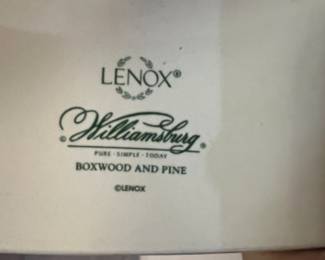 LENOX®
© Williamsburg ®
PURE · SIMPLE · TODAY
BOXWOOD AND PINE
©LENOX